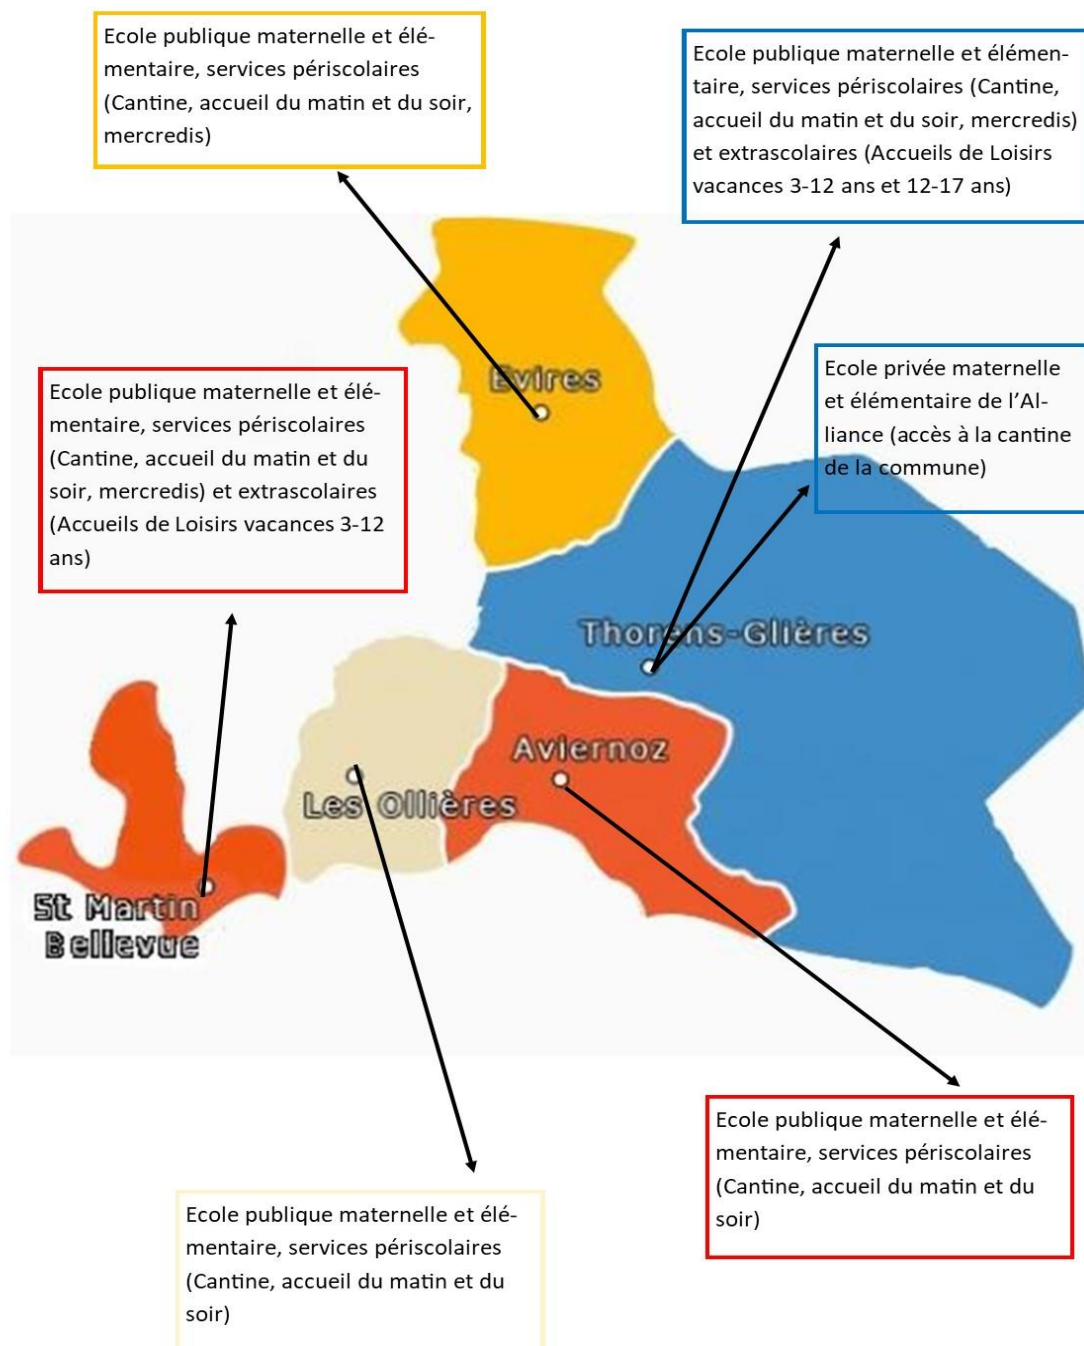 Ecole publique maternelle et élé-
mentaire, services périscolaires
(Cantine, accueil du matin et du soir,
mercredis)
Ecole publique maternelle et élémen-
taire, services périscolaires (Cantine,
accueil du matin et du soir, mercredis)
et extrascolaires (Accueils de Loisirs
vacances 3-12 ans et 12-17 ans)
Ecole privée maternelle
et élémentaire de l’Al-
liance (accès à la cantine
de la commune)
Evires
Ecole publique maternelle et élé-
mentaire, services périscolaires
(Cantine, accueil du matin et du
soir, mercredis) et extrascolaires
(Accueils de Loisirs vacances 3-12
ans)
Thorens-Glières
Aviernoz
Les Ollières
St Martin
Bellevue
Ecole publique maternelle et élé-
mentaire, services périscolaires
(Cantine, accueil du matin et du
soir)
Ecole publique maternelle et élé-
mentaire, services périscolaires
(Cantine, accueil du matin et du
soir)